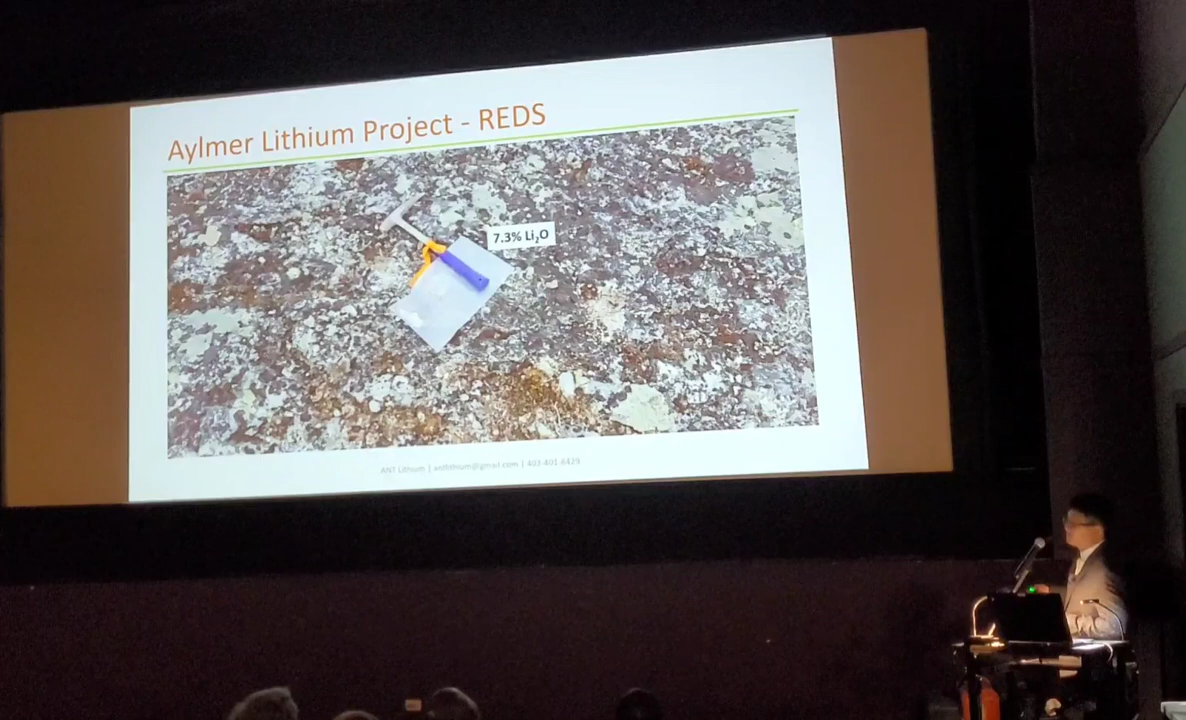 Aylmer Lithium Project - REDS
7.3% Li₂O
ANT Lithium | antlithium@gmail.com | 403-401-6429